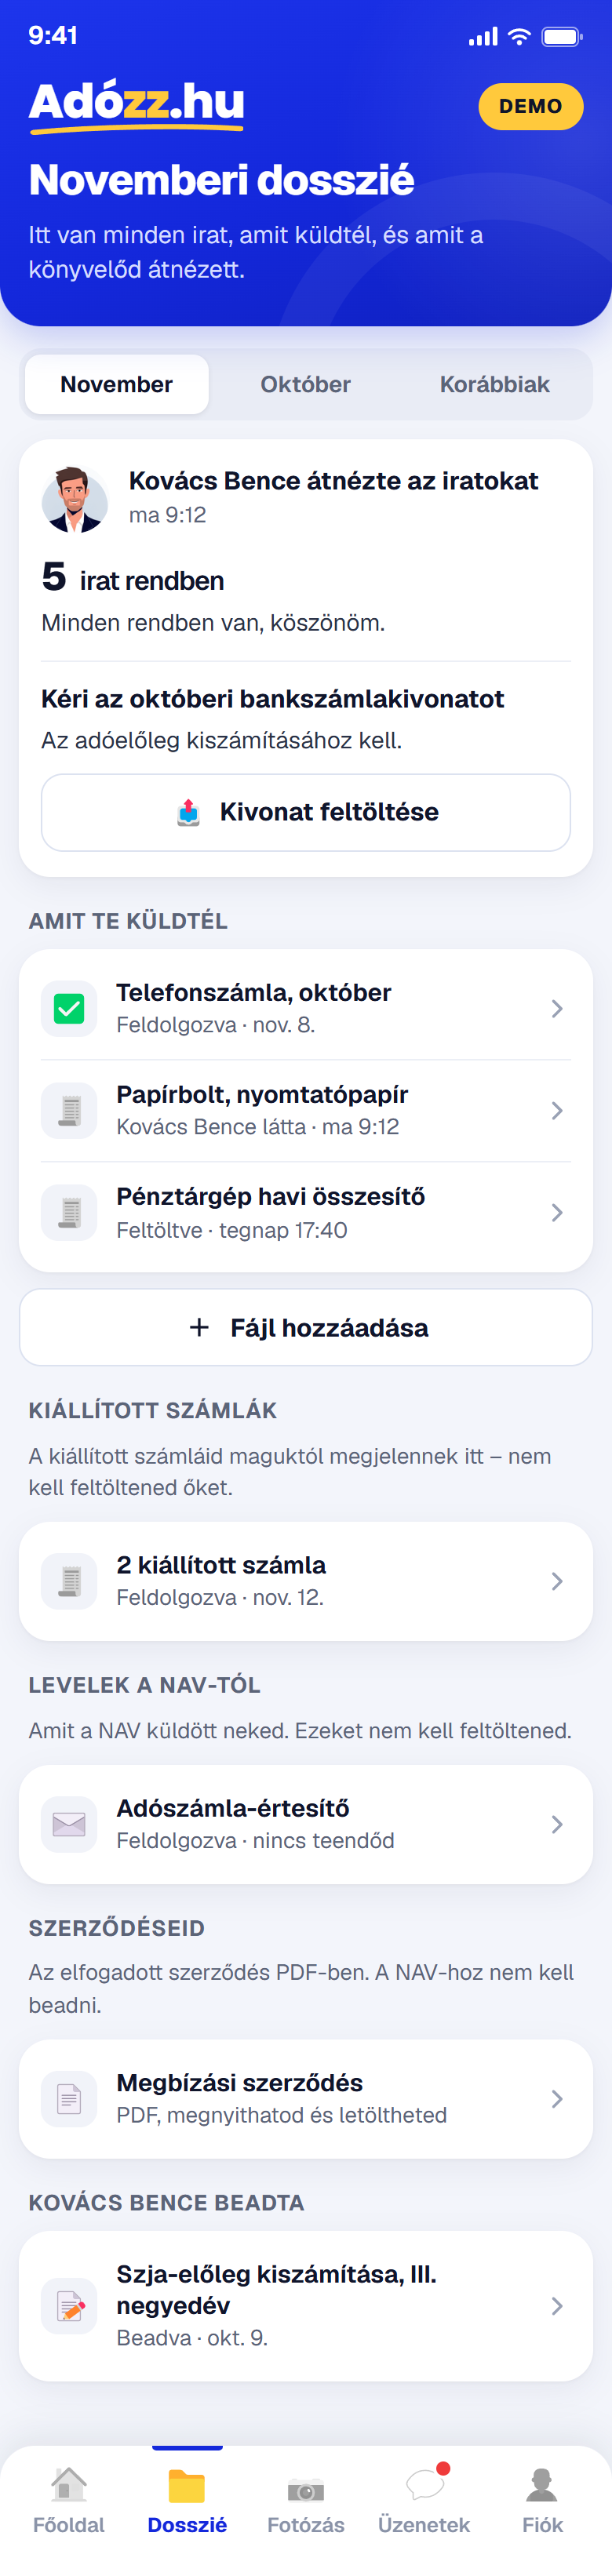 9:41
Adózz.hu
DEMO
Novemberi dosszié
Itt van minden irat, amit küldtél, és amit a
könyvelőd átnézett.
November
Október
Korábbiak
Kovács Bence átnézte az iratokat
ma 9:12
5 irat rendben
Minden rendben van, köszönöm.
Kéri az októberi bankszámlakivonatot
Az adóelőleg kiszámításához kell.
Kivonat feltöltése
AMIT TE KÜLDTÉL
Telefonszámla, október
Feldolgozva · nov. 8.
Papírbolt, nyomtatópapír
Kovács Bence látta · ma 9:12
Pénztárgép havi összesítő
Feltöltve · tegnap 17:40
+ Fájl hozzáadása
KIÁLLÍTOTT SZÁMLÁK
A kiállított számláid maguktól megjelennek itt – nem
kell feltöltened őket.
2 kiállított számla
Feldolgozva · nov. 12.
LEVELEK A NAV-TÓL
Amit a NAV küldött neked. Ezeket nem kell feltöltened.
Adószámla-értesítő
Feldolgozva · nincs teendőd
SZERZŐDÉSEID
Az elfogadott szerződés PDF-ben. A NAV-hoz nem kell
beadni.
Megbízási szerződés
PDF, megnyithatod és letöltheted
KOVÁCS BENCE BEADTA
Szja-előleg kiszámítása, III.
negyedév
Beadva · okt. 9.
Főoldal
Dosszié
Fotózás
Üzenetek
Fiók